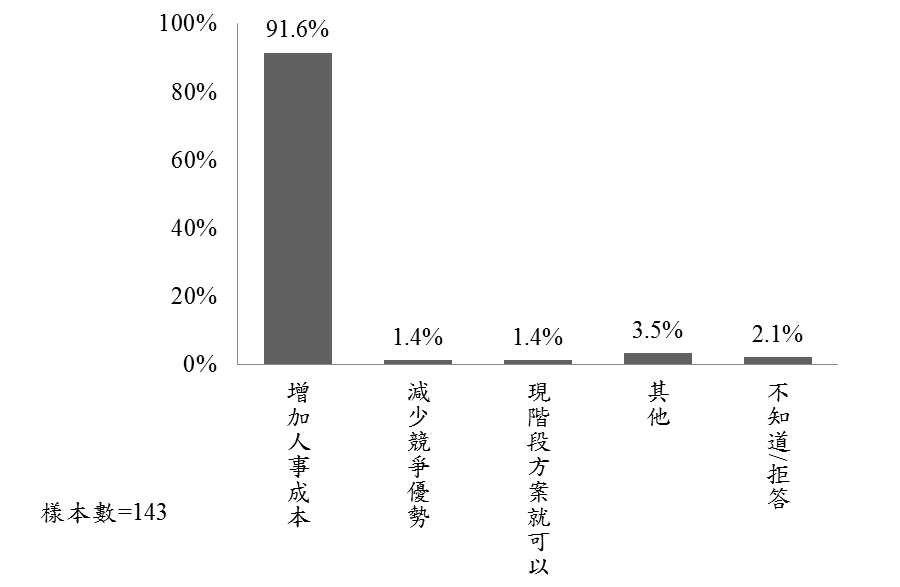 100%
80%
60%
40%
20%
0%
91.6%
1.4%
1.4%
3.5%
2.1%
增加人事成本
減少競爭優勢
現階段方案就可以
其他
不知道/拒答
樣本數=143